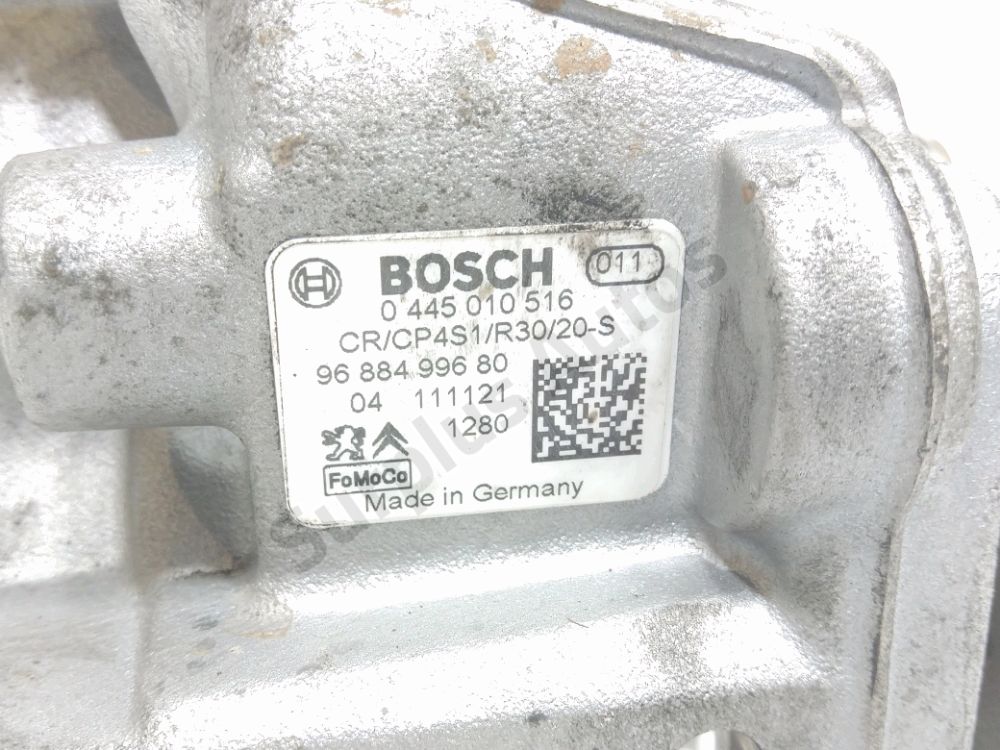 BOSCH 011
0 445 010 516
CR/CP4S1/R30/20-S
96 884 996 80
04 111121
1280
FoMoCo
Made in Germany
Surplus Autos